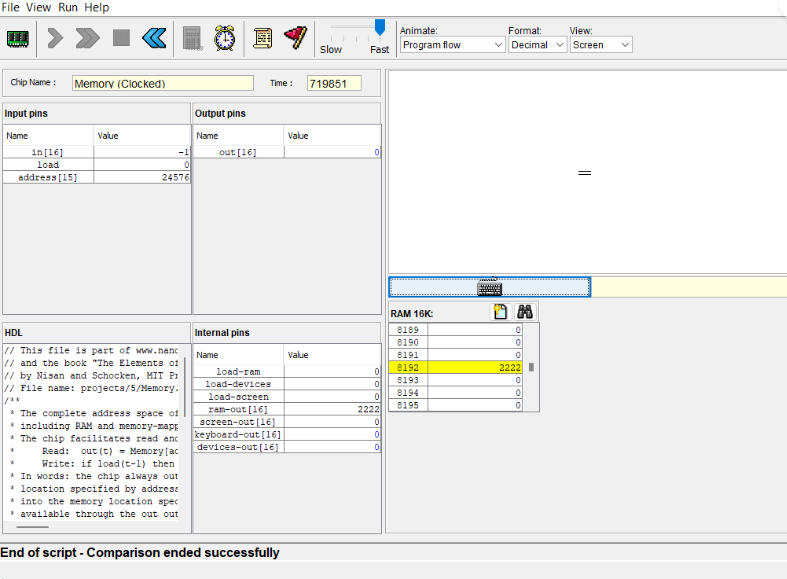 File View Run Help
Slow Fast
Animate:
Program flow
Format:
Decimal
View:
Screen
Chip Name : Memory (Clocked) Time : 719851
Input pins
Name Value
in[16] -1
load 0
address[15] 24576
Output pins
Name Value
out[16] 0
HDL
// This file is part of www.nand
// and the book "The Elements of
// by Nisan and Schocken, MIT Pr
// File name: projects/5/Memory.
/**
* The complete address space of
* including RAM and memory-mapp
* The chip facilitates read and
* Read: out(t) = Memory[ad
* Write: if load(t-1) then
* In words: the chip always out
* location specified by address
* into the memory location spec
* available through the out out
Internal pins
Name Value
load-ram 0
load-devices 0
load-screen 0
ram-out[16] 2222
screen-out[16] 0
keyboard-out[16] 0
devices-out[16] 0
RAM 16K:
8189 0
8190 0
8191 0
8192 2222
8193 0
8194 0
8195 0
End of script - Comparison ended successfully